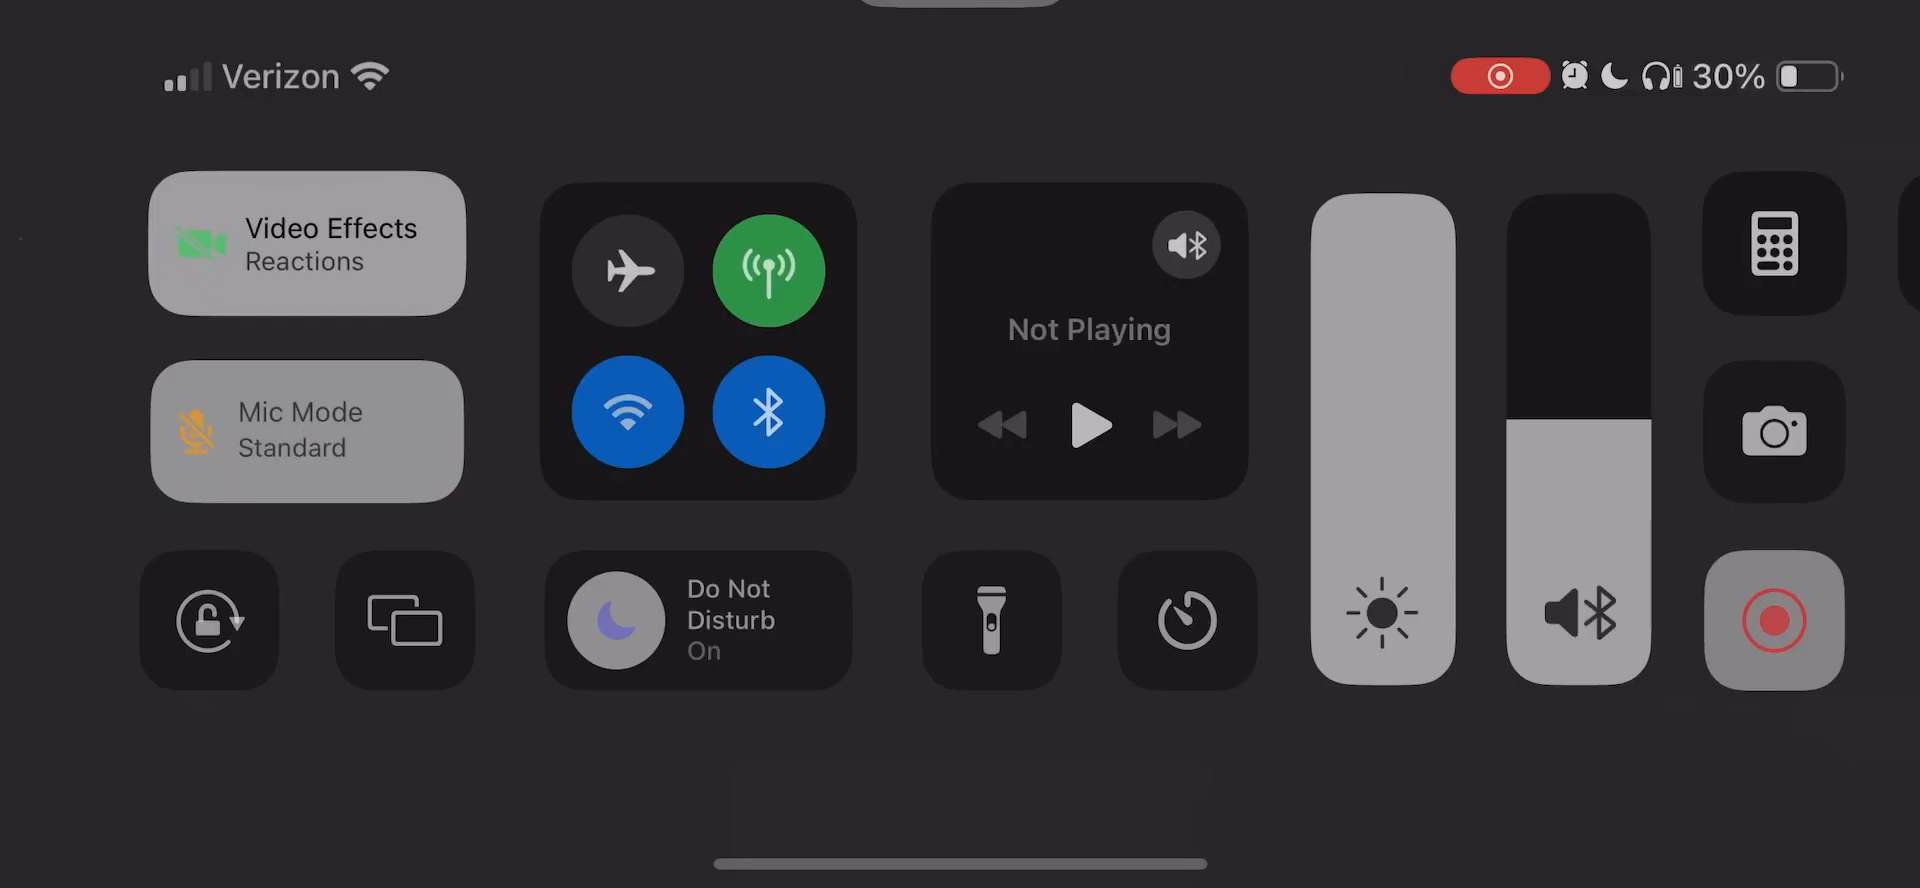 Verizon
30%
Video Effects
Reactions
Mic Mode
Standard
Not Playing
Do Not
Disturb
On